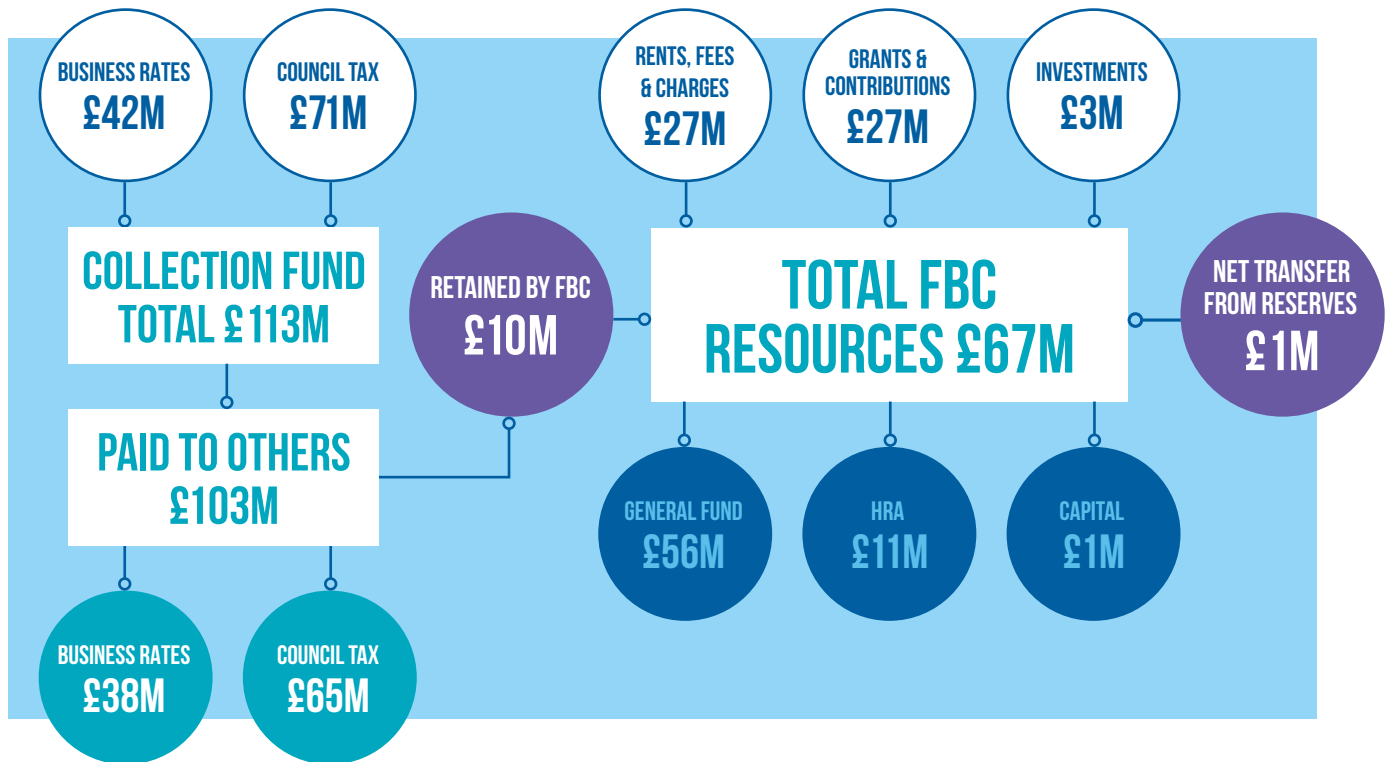 BUSINESS RATES
£42M
COUNCIL TAX
£71M
RENTS, FEES
& CHARGES
£27M
GRANTS &
CONTRIBUTIONS
£27M
INVESTMENTS
£3M
COLLECTION FUND
TOTAL £113M
RETAINED BY FBC
£10M
TOTAL FBC
RESOURCES £67M
NET TRANSFER
FROM RESERVES
£1M
PAID TO OTHERS
£103M
GENERAL FUND
£56M
HRA
£11M
CAPITAL
£1M
BUSINESS RATES
£38M
COUNCIL TAX
£65M